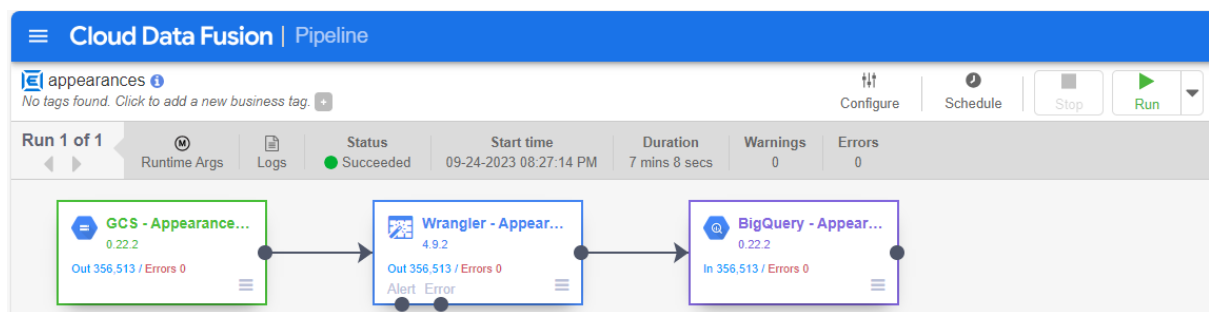 Cloud Data Fusion | Pipeline
appearances
No tags found. Click to add a new business tag. +
Configure
Schedule
Stop
Run
Run 1 of 1
M
Runtime Args
Logs
Status
Succeeded
Start time
09-24-2023 08:27:14 PM
Duration
7 mins 8 secs
Warnings
0
Errors
0
GCS - Appearance...
0.22.2
Out 356,513 / Errors 0
Wrangler - Appear...
4.9.2
Out 356,513 / Errors 0
Alert Error
BigQuery - Appear...
0.22.2
In 356,513 / Errors 0